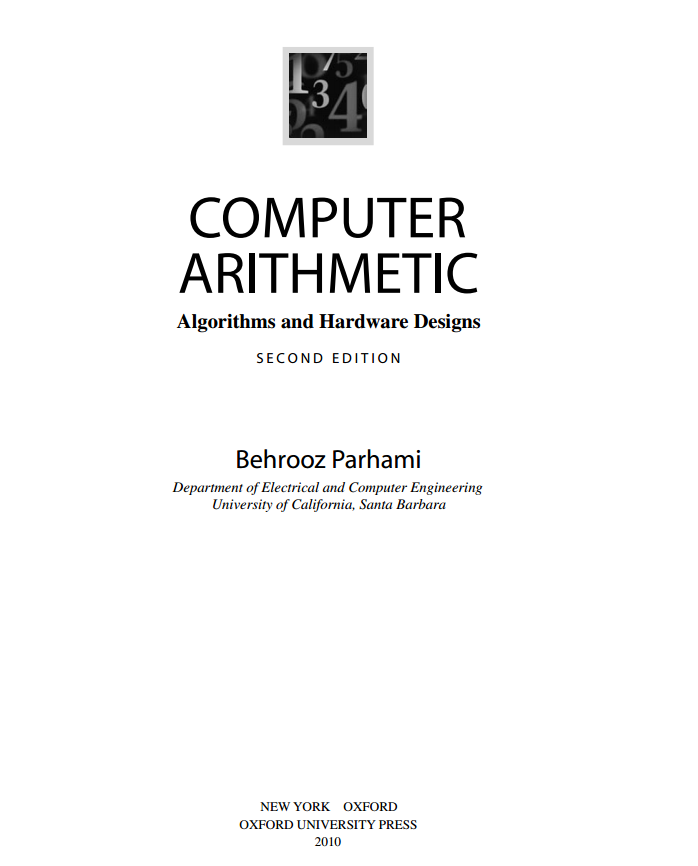 COMPUTER
ARITHMETIC
Algorithms and Hardware Designs
SECOND EDITION
Behrooz Parhami
Department of Electrical and Computer Engineering
University of California, Santa Barbara
NEW YORK OXFORD
OXFORD UNIVERSITY PRESS
2010